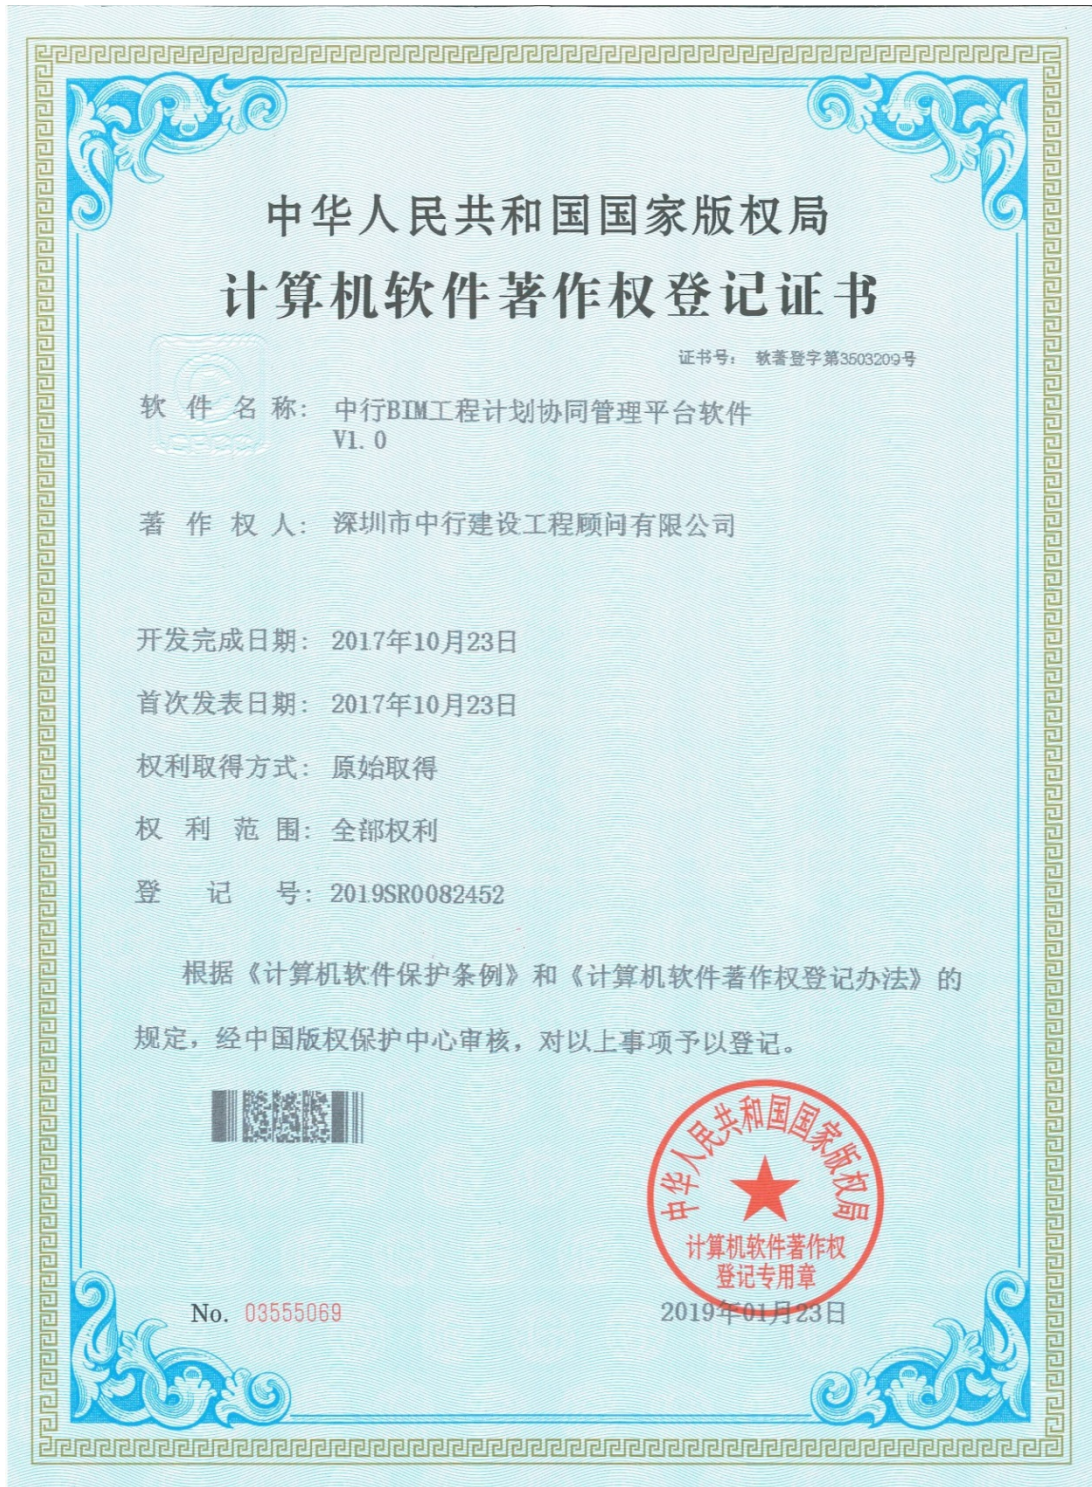 中华人民共和国国家版权局
计算机软件著作权登记证书
证书号： 软著登字第3503209号
软件名称： 中行BIM工程计划协同管理平台软件
V1.0
著作权人： 深圳市中行建设工程顾问有限公司
开发完成日期： 2017年10月23日
首次发表日期： 2017年10月23日
权利取得方式： 原始取得
权利范围： 全部权利
登记号： 2019SR0082452
根据《计算机软件保护条例》和《计算机软件著作权登记办法》的
规定，经中国版权保护中心审核，对以上事项予以登记。
中华人民共和国国家版权局
计算机软件著作权
登记专用章
No. 03555069
2019年01月23日